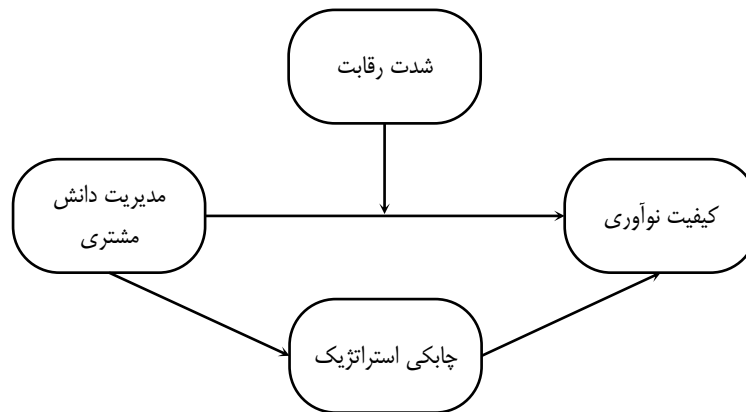 شدت رقابت
مدیریت دانش
مشتری
کیفیت نوآوری
چابکی استراتژیک